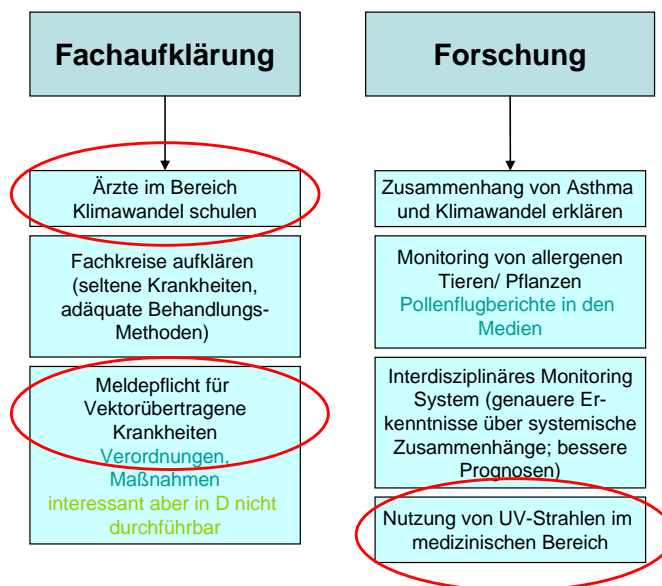 Fachaufklärung
Ärzte im Bereich
Klimawandel schulen
Fachkreise aufklären
(seltene Krankheiten,
adäquate Behandlungs-
Methoden)
Meldepflicht für
Vektorübertragene
Krankheiten
Verordnungen,
Maßnahmen
interessant aber in D nicht
durchführbar
Forschung
Zusammenhang von Asthma
und Klimawandel erklären
Monitoring von allergenen
Tieren/ Pflanzen
Pollenflugberichte in den
Medien
Interdisziplinäres Monitoring
System (genauere Er-
kenntnisse über systemische
Zusammenhänge; bessere
Prognosen)
Nutzung von UV-Strahlen im
medizinischen Bereich